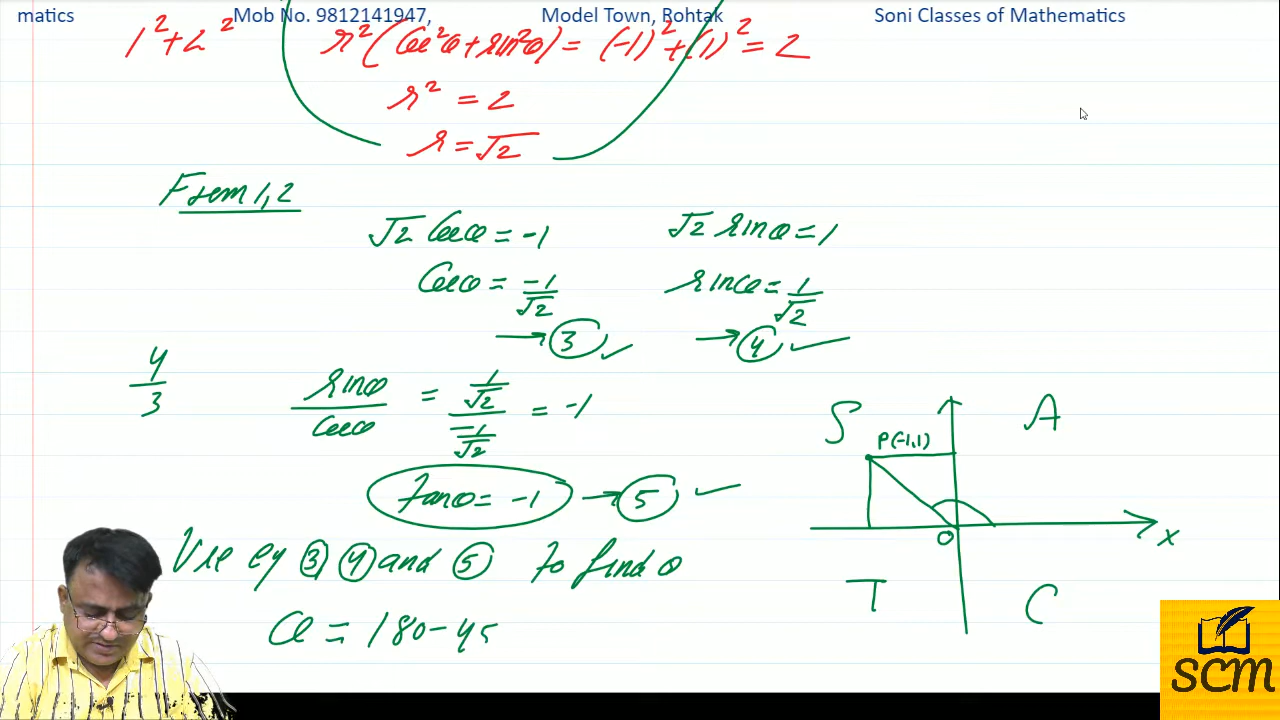 matics Mob No. 9812141947, Model Town, Rohtak Soni Classes of Mathematics
1²+2² r²(Cos²θ+sin²θ)=(-1)²+(1)²=2
r² = 2
r=√2
From 1,2
√2 Cosθ=-1 √2 sinθ=1
Cosθ=-1/√2 sinθ=1/√2
→3 →4
4/3 sinθ/Cosθ = 1/√2/-1/√2 = -1
tanθ=-1 →5
Use eq 3 4 and 5 to find θ
θ = 180-45
S A
P(-1,1)
O X
T C
SCM